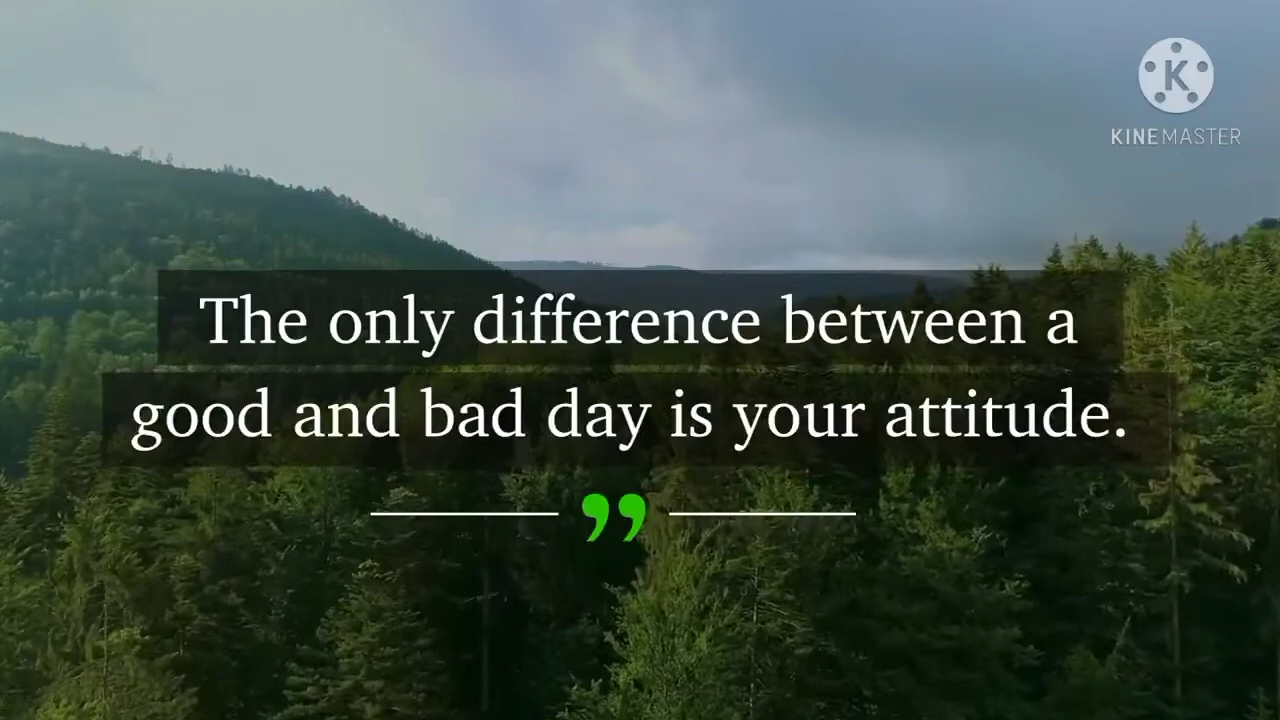 K
KINEMASTER
The only difference between a
good and bad day is your attitude.
”